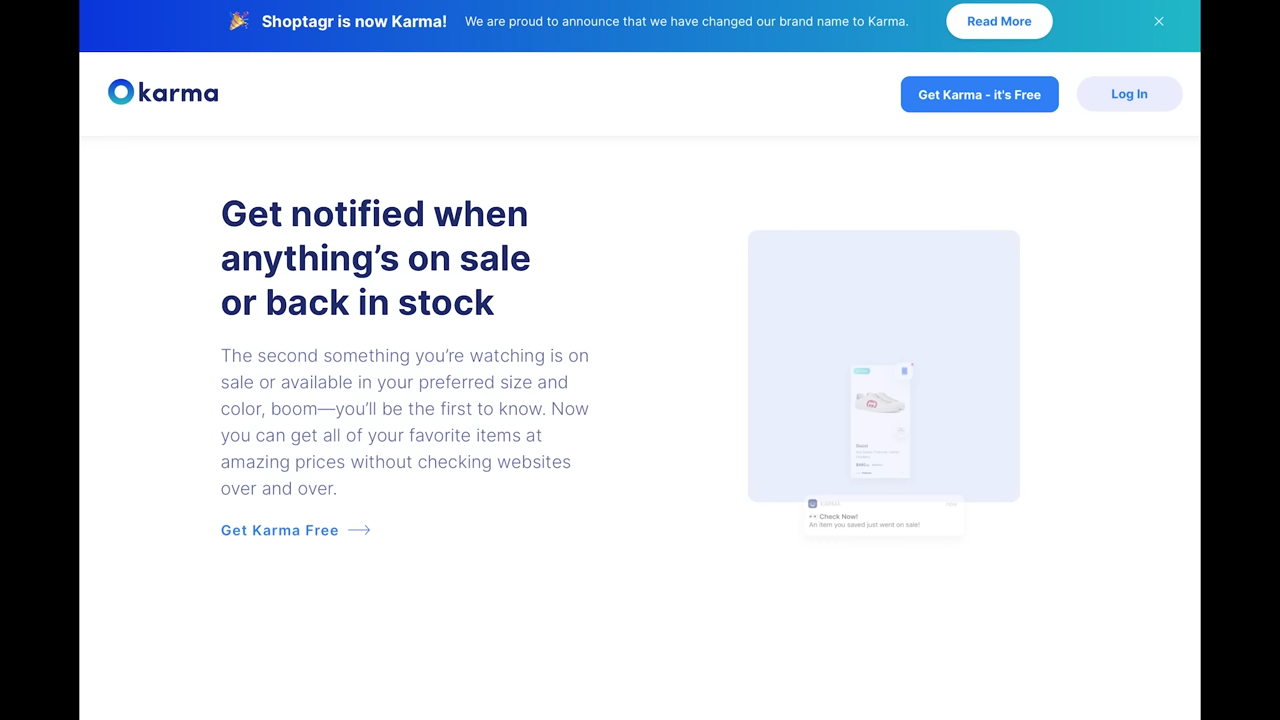 🎉 Shoptagr is now Karma! We are proud to announce that we have changed our brand name to Karma. Read More
karma
Get Karma - it's Free
Log In
Get notified when
anything’s on sale
or back in stock
The second something you’re watching is on
sale or available in your preferred size and
color, boom—you’ll be the first to know. Now
you can get all of your favorite items at
amazing prices without checking websites
over and over.
Get Karma Free
KARMA
Check Now!
An item you saved just went on sale!